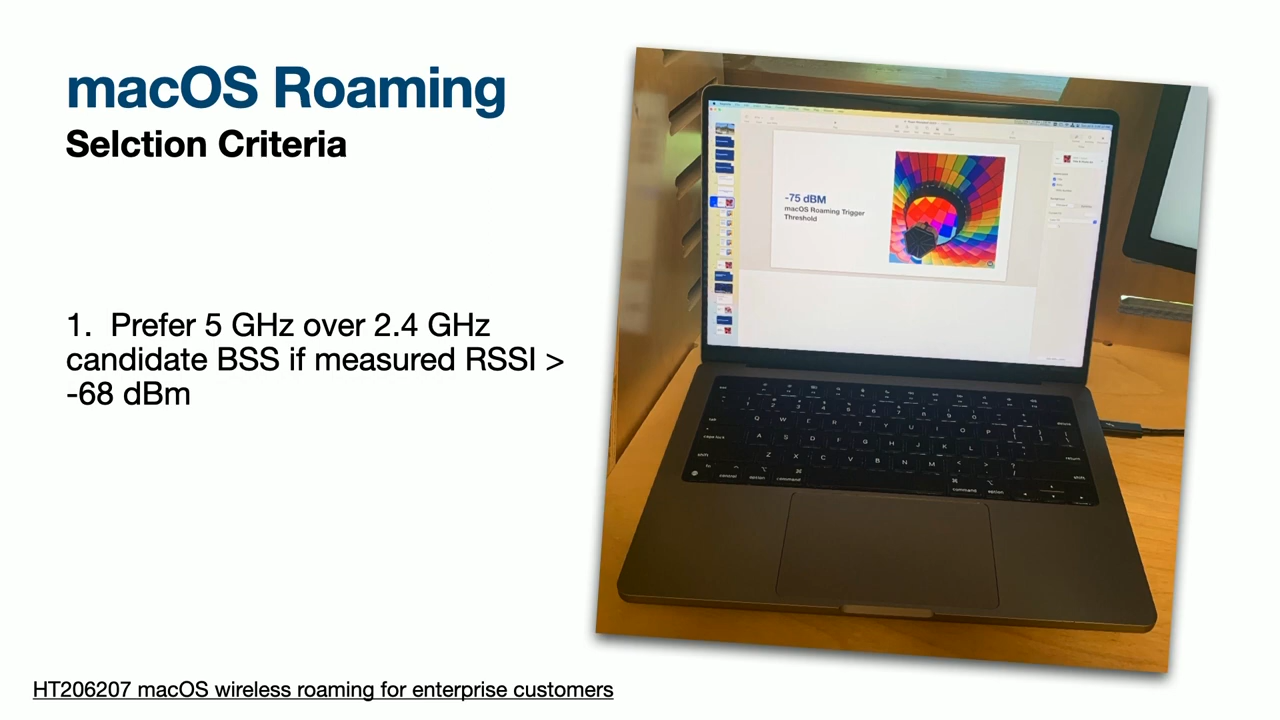 macOS Roaming
Selction Criteria
1. Prefer 5 GHz over 2.4 GHz
candidate BSS if measured RSSI >
-68 dBm
-75 dBM
macOS Roaming Trigger
Threshold
HT206207 macOS wireless roaming for enterprise customers